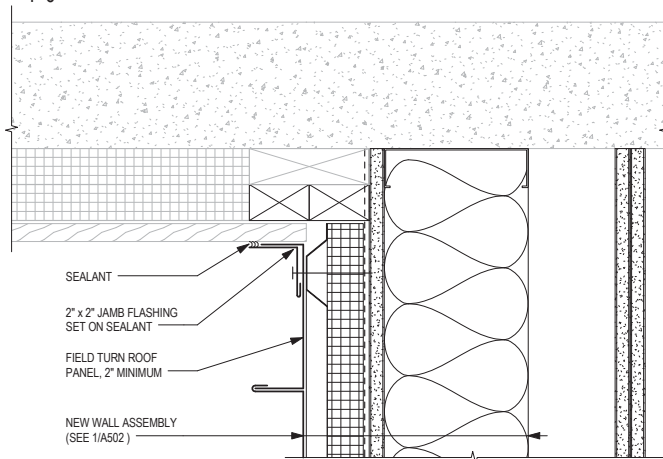 SEALANT
2" x 2" JAMB FLASHING
SET ON SEALANT
FIELD TURN ROOF
PANEL, 2" MINIMUM
NEW WALL ASSEMBLY
(SEE 1/A502 )